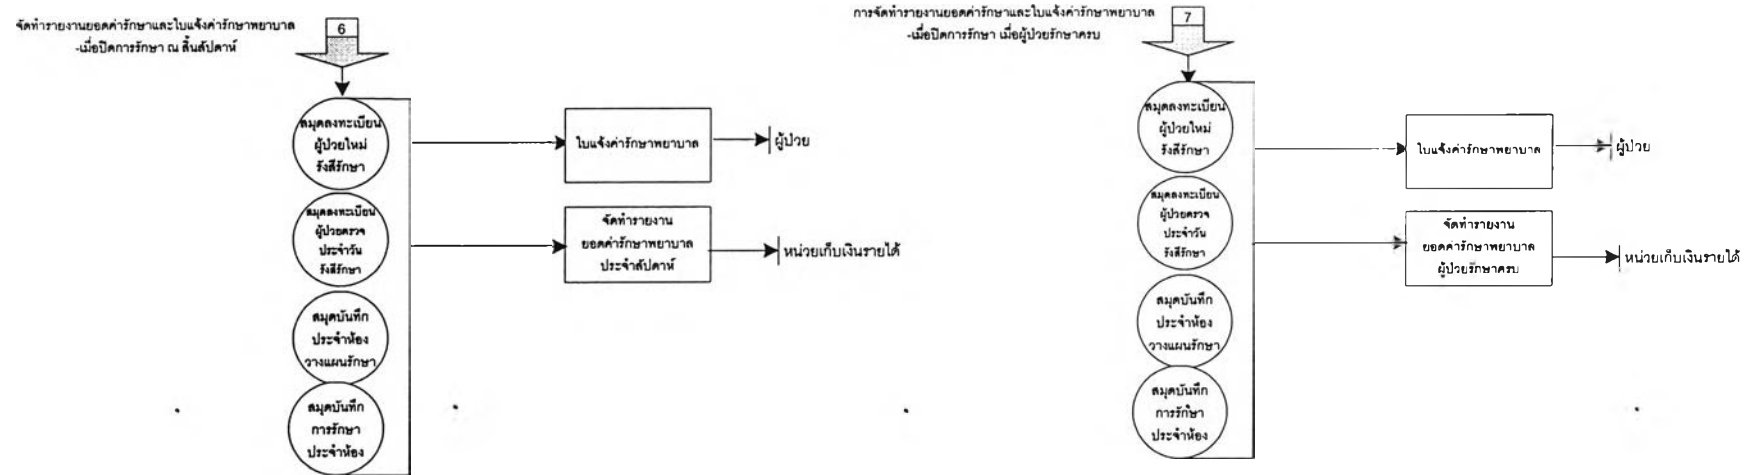 จัดทำรายงานยอดค่ารักษาและใบแจ้งค่ารักษาพยาบาล
-เมื่อปิดการรักษา ณ สิ้นสัปดาห์
6
สมุดลงทะเบียน
ผู้ป่วยใหม่
รังสีรักษา
ใบแจ้งค่ารักษาพยาบาล
ผู้ป่วย
สมุดลงทะเบียน
ผู้ป่วยตรวจ
ประจำวัน
รังสีรักษา
จัดทำรายงาน
ยอดค่ารักษาพยาบาล
ประจำสัปดาห์
หน่วยเก็บเงินรายได้
สมุดบันทึก
ประจำห้อง
วางแผนรักษา
สมุดบันทึก
การรักษา
ประจำห้อง
การจัดทำรายงานยอดค่ารักษาและใบแจ้งค่ารักษาพยาบาล
-เมื่อปิดการรักษา เมื่อผู้ป่วยรักษาครบ
7
สมุดลงทะเบียน
ผู้ป่วยใหม่
รังสีรักษา
ใบแจ้งค่ารักษาพยาบาล
ผู้ป่วย
สมุดลงทะเบียน
ผู้ป่วยตรวจ
ประจำวัน
รังสีรักษา
จัดทำรายงาน
ยอดค่ารักษาพยาบาล
ผู้ป่วยรักษาครบ
หน่วยเก็บเงินรายได้
สมุดบันทึก
ประจำห้อง
วางแผนรักษา
สมุดบันทึก
การรักษา
ประจำห้อง